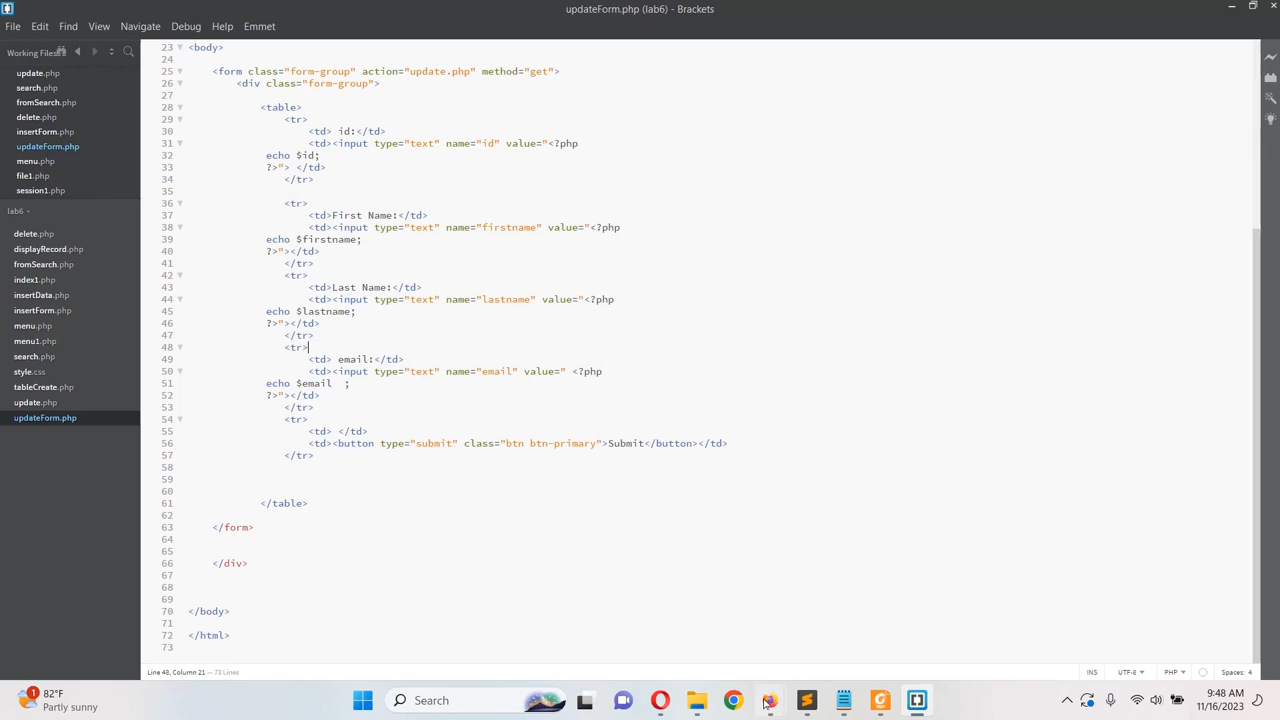 updateForm.php (lab6) - Brackets
File Edit Find View Navigate Debug Help Emmet
Working Files
update.php
search.php
fromSearch.php
delete.php
insertForm.php
updateForm.php
menu.php
file1.php
session1.php
lab6
delete.php
displayRecord.php
fromSearch.php
index1.php
insertData.php
insertForm.php
menu.php
menu1.php
search.php
style.css
tableCreate.php
update.php
updateForm.php
23 <body>
24
25 <form class="form-group" action="update.php" method="get">
26 <div class="form-group">
27
28 <table>
29 <tr>
30 <td> id:</td>
31 <td><input type="text" name="id" value="<?php
32 echo $id;
33 ?>"> </td>
34 </tr>
35
36 <tr>
37 <td>First Name:</td>
38 <td><input type="text" name="firstname" value="<?php
39 echo $firstname;
40 ?>"></td>
41 </tr>
42 <tr>
43 <td>Last Name:</td>
44 <td><input type="text" name="lastname" value="<?php
45 echo $lastname;
46 ?>"></td>
47 </tr>
48 <tr>
49 <td> email:</td>
50 <td><input type="text" name="email" value=" <?php
51 echo $email  ;
52 ?>"></td>
53 </tr>
54 <tr>
55 <td> </td>
56 <td><button type="submit" class="btn btn-primary">Submit</button></td>
57 </tr>
58
59
60
61 </table>
62
63 </form>
64
65
66 </div>
67
68
69
70 </body>
71
72 </html>
73
Line 48, Column 21 — 73 Lines
INS UTF-8 PHP Spaces: 4
1
82°F
Partly sunny
Search
9:48 AM
11/16/2023